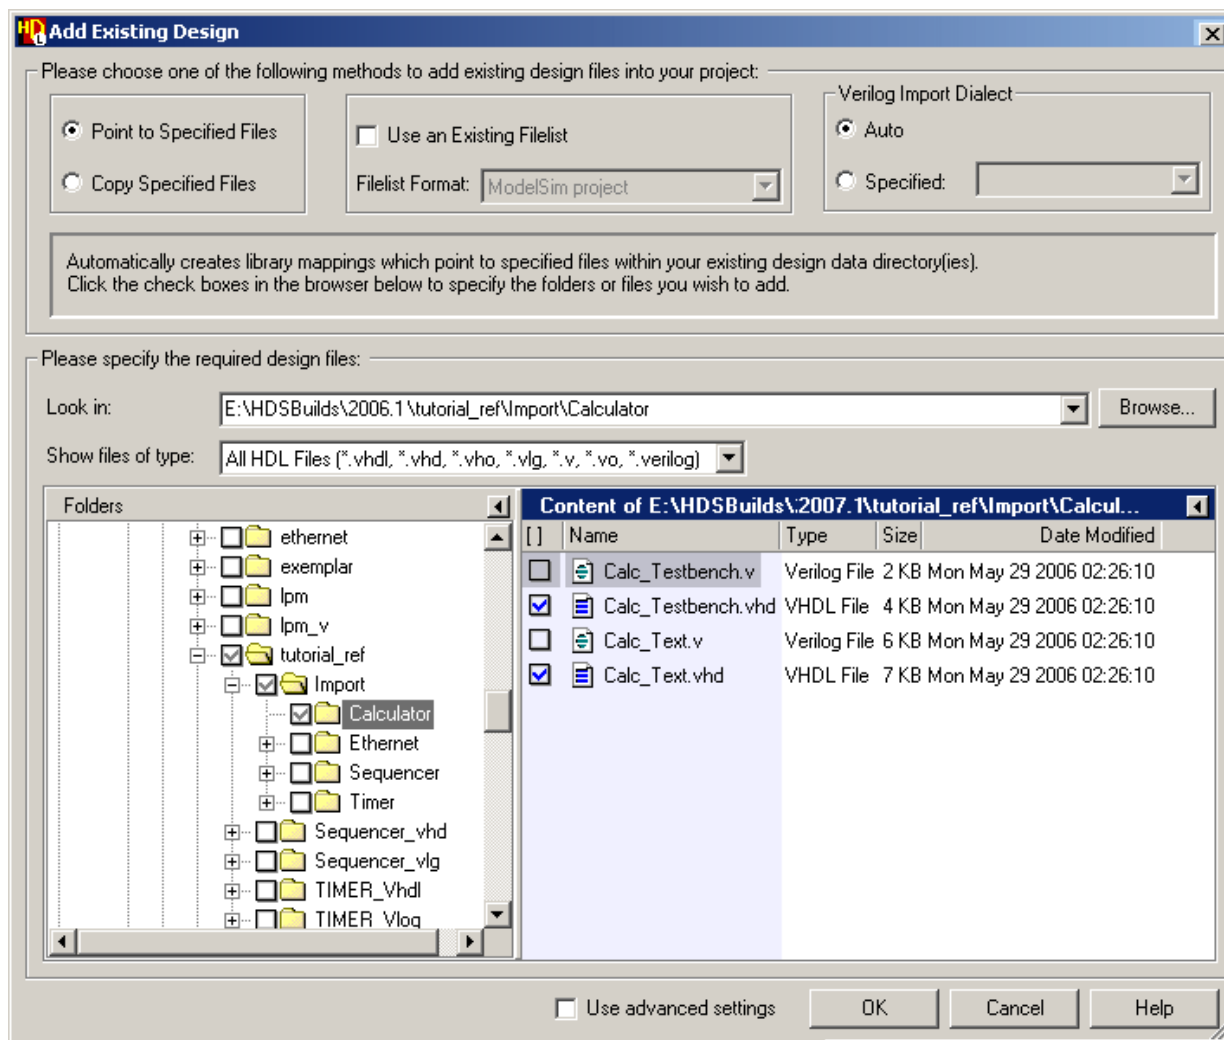 HD L Add Existing Design
Please choose one of the following methods to add existing design files into your project:
Point to Specified Files
Copy Specified Files
Use an Existing Filelist
Filelist Format: ModelSim project
Verilog Import Dialect
Auto
Specified:
Automatically creates library mappings which point to specified files within your existing design data directory(ies).
Click the check boxes in the browser below to specify the folders or files you wish to add.
Please specify the required design files:
Look in: E:\HDSBuilds\2006.1\tutorial_ref\Import\Calculator Browse...
Show files of type: All HDL Files (*.vhdl, *.vhd, *.vho, *.vlg, *.v, *.vo, *.verilog)
Folders
ethernet
exemplar
lpm
lpm_v
tutorial_ref
Import
Calculator
Ethernet
Sequencer
Timer
Sequencer_vhd
Sequencer_vlg
TIMER_Vhdl
TIMER_Vlog
Content of E:\HDSBuilds\2007.1\tutorial_ref\Import\Calcul...
[ ] Name Type Size Date Modified
Calc_Testbench.v Verilog File 2 KB Mon May 29 2006 02:26:10
Calc_Testbench.vhd VHDL File 4 KB Mon May 29 2006 02:26:10
Calc_Text.v Verilog File 6 KB Mon May 29 2006 02:26:10
Calc_Text.vhd VHDL File 7 KB Mon May 29 2006 02:26:10
Use advanced settings OK Cancel Help